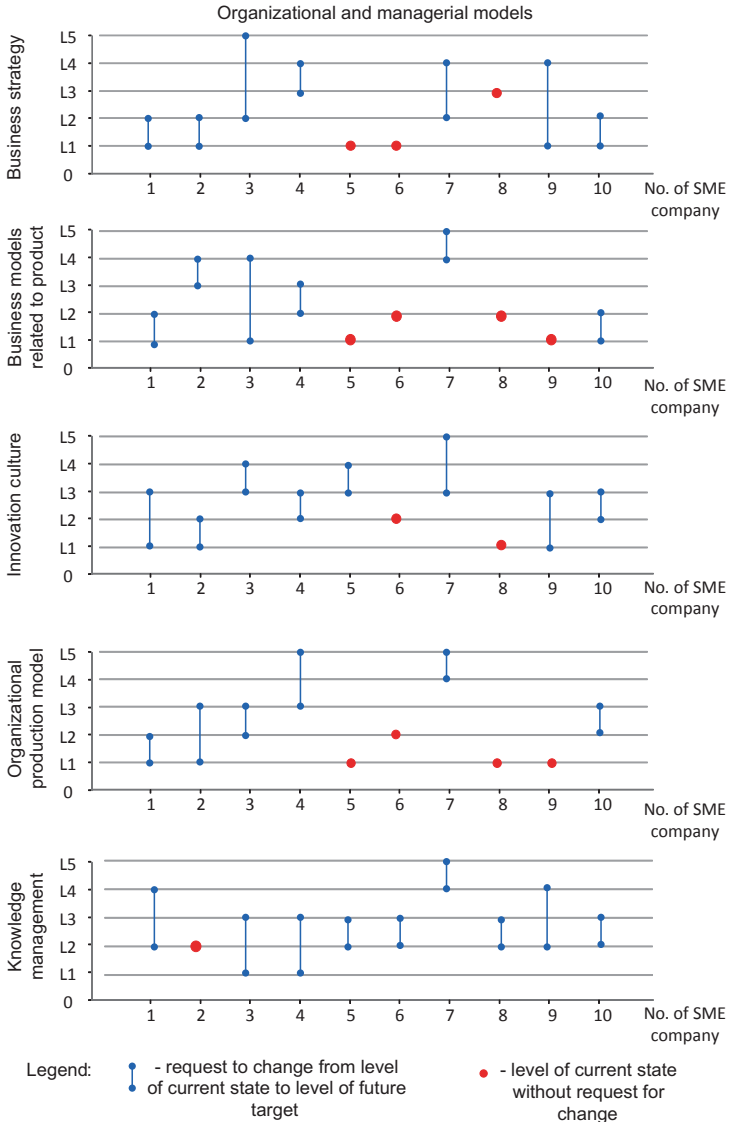 Organizational and managerial models
Business strategy
L5
L4
L3
L2
L1
0
1 2 3 4 5 6 7 8 9 10
No. of SME
company
Business models
related to product
L5
L4
L3
L2
L1
0
1 2 3 4 5 6 7 8 9 10
No. of SME
company
Innovation culture
L5
L4
L3
L2
L1
0
1 2 3 4 5 6 7 8 9 10
No. of SME
company
Organizational
production model
L5
L4
L3
L2
L1
0
1 2 3 4 5 6 7 8 9 10
No. of SME
company
Knowledge
management
L5
L4
L3
L2
L1
0
1 2 3 4 5 6 7 8 9 10
No. of SME
company
Legend:
- request to change from level
of current state to level of future
target
- level of current state
without request for
change